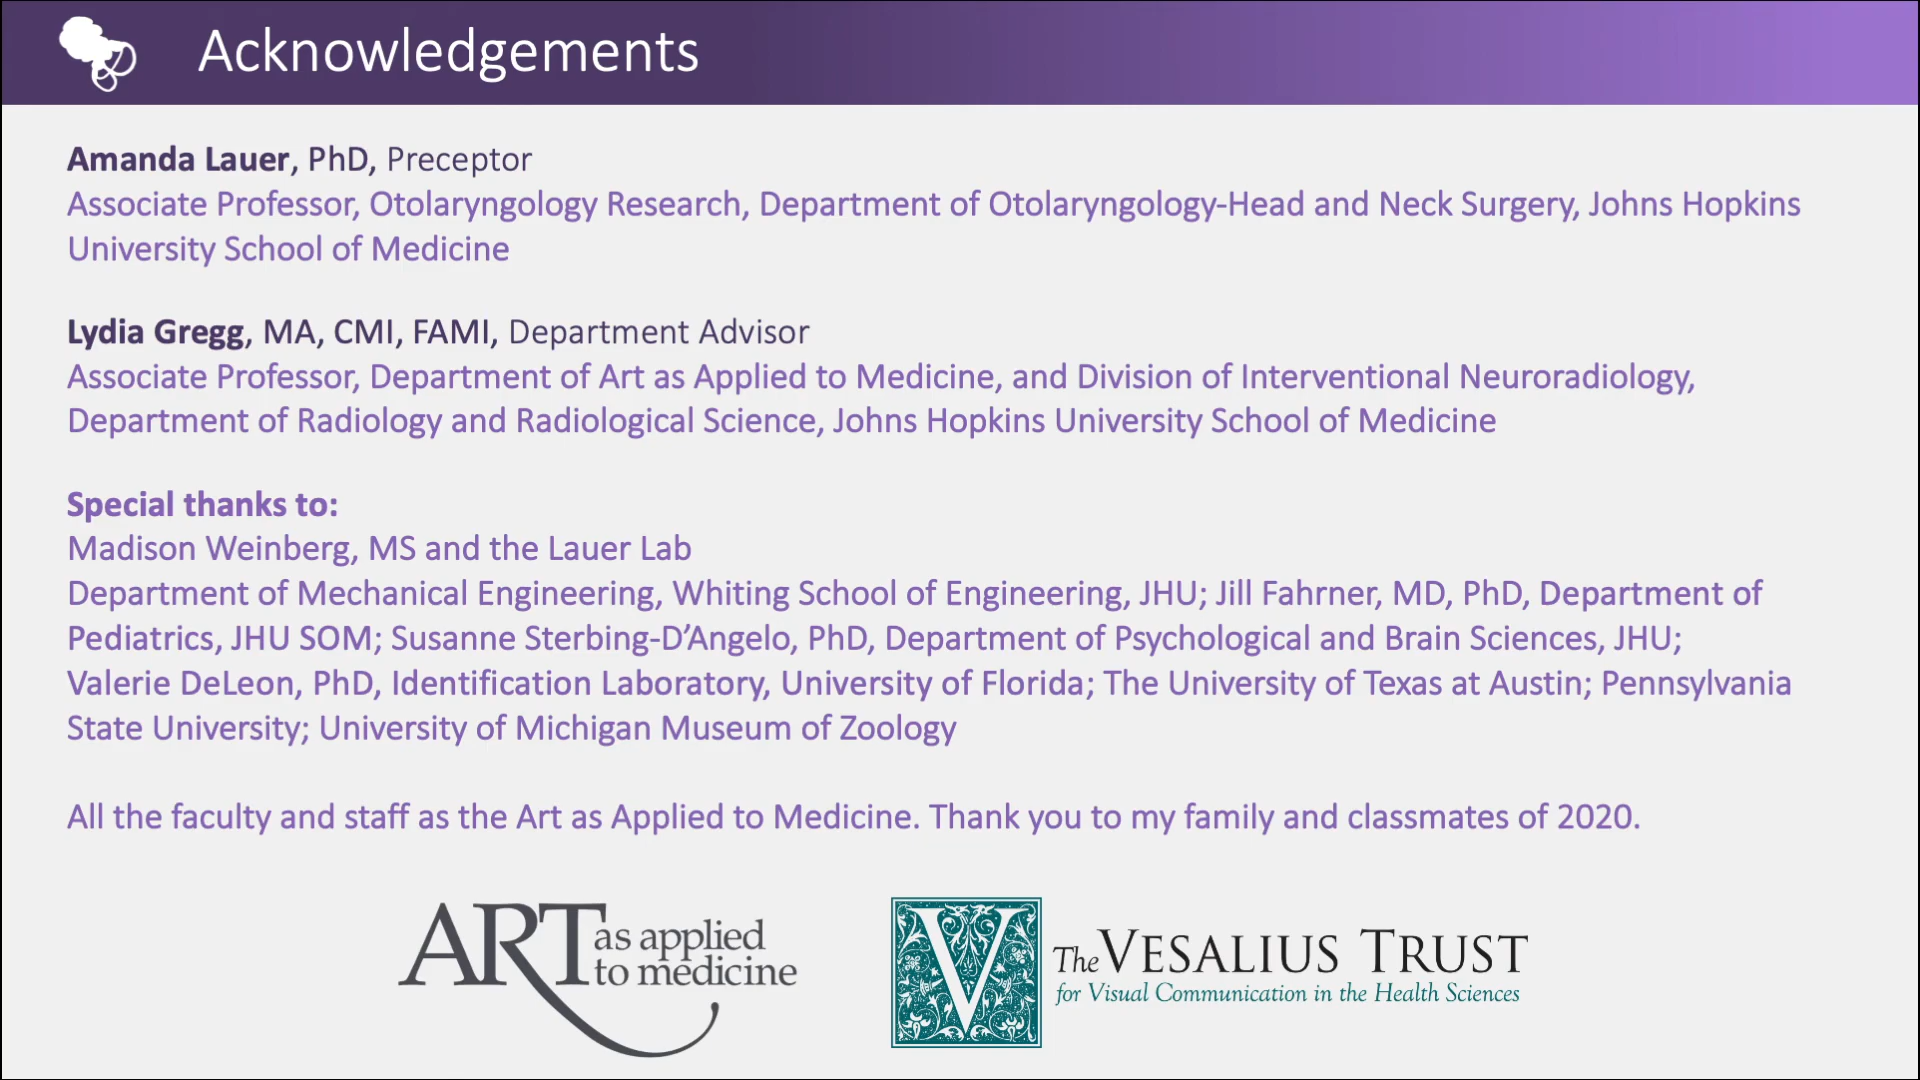 Acknowledgements
Amanda Lauer, PhD, Preceptor
Associate Professor, Otolaryngology Research, Department of Otolaryngology-Head and Neck Surgery, Johns Hopkins
University School of Medicine
Lydia Gregg, MA, CMI, FAMI, Department Advisor
Associate Professor, Department of Art as Applied to Medicine, and Division of Interventional Neuroradiology,
Department of Radiology and Radiological Science, Johns Hopkins University School of Medicine
Special thanks to:
Madison Weinberg, MS and the Lauer Lab
Department of Mechanical Engineering, Whiting School of Engineering, JHU; Jill Fahrner, MD, PhD, Department of
Pediatrics, JHU SOM; Susanne Sterbing-D’Angelo, PhD, Department of Psychological and Brain Sciences, JHU;
Valerie DeLeon, PhD, Identification Laboratory, University of Florida; The University of Texas at Austin; Pennsylvania
State University; University of Michigan Museum of Zoology
All the faculty and staff as the Art as Applied to Medicine. Thank you to my family and classmates of 2020.
ART as applied
to medicine
V
The VESALIUS TRUST
for Visual Communication in the Health Sciences